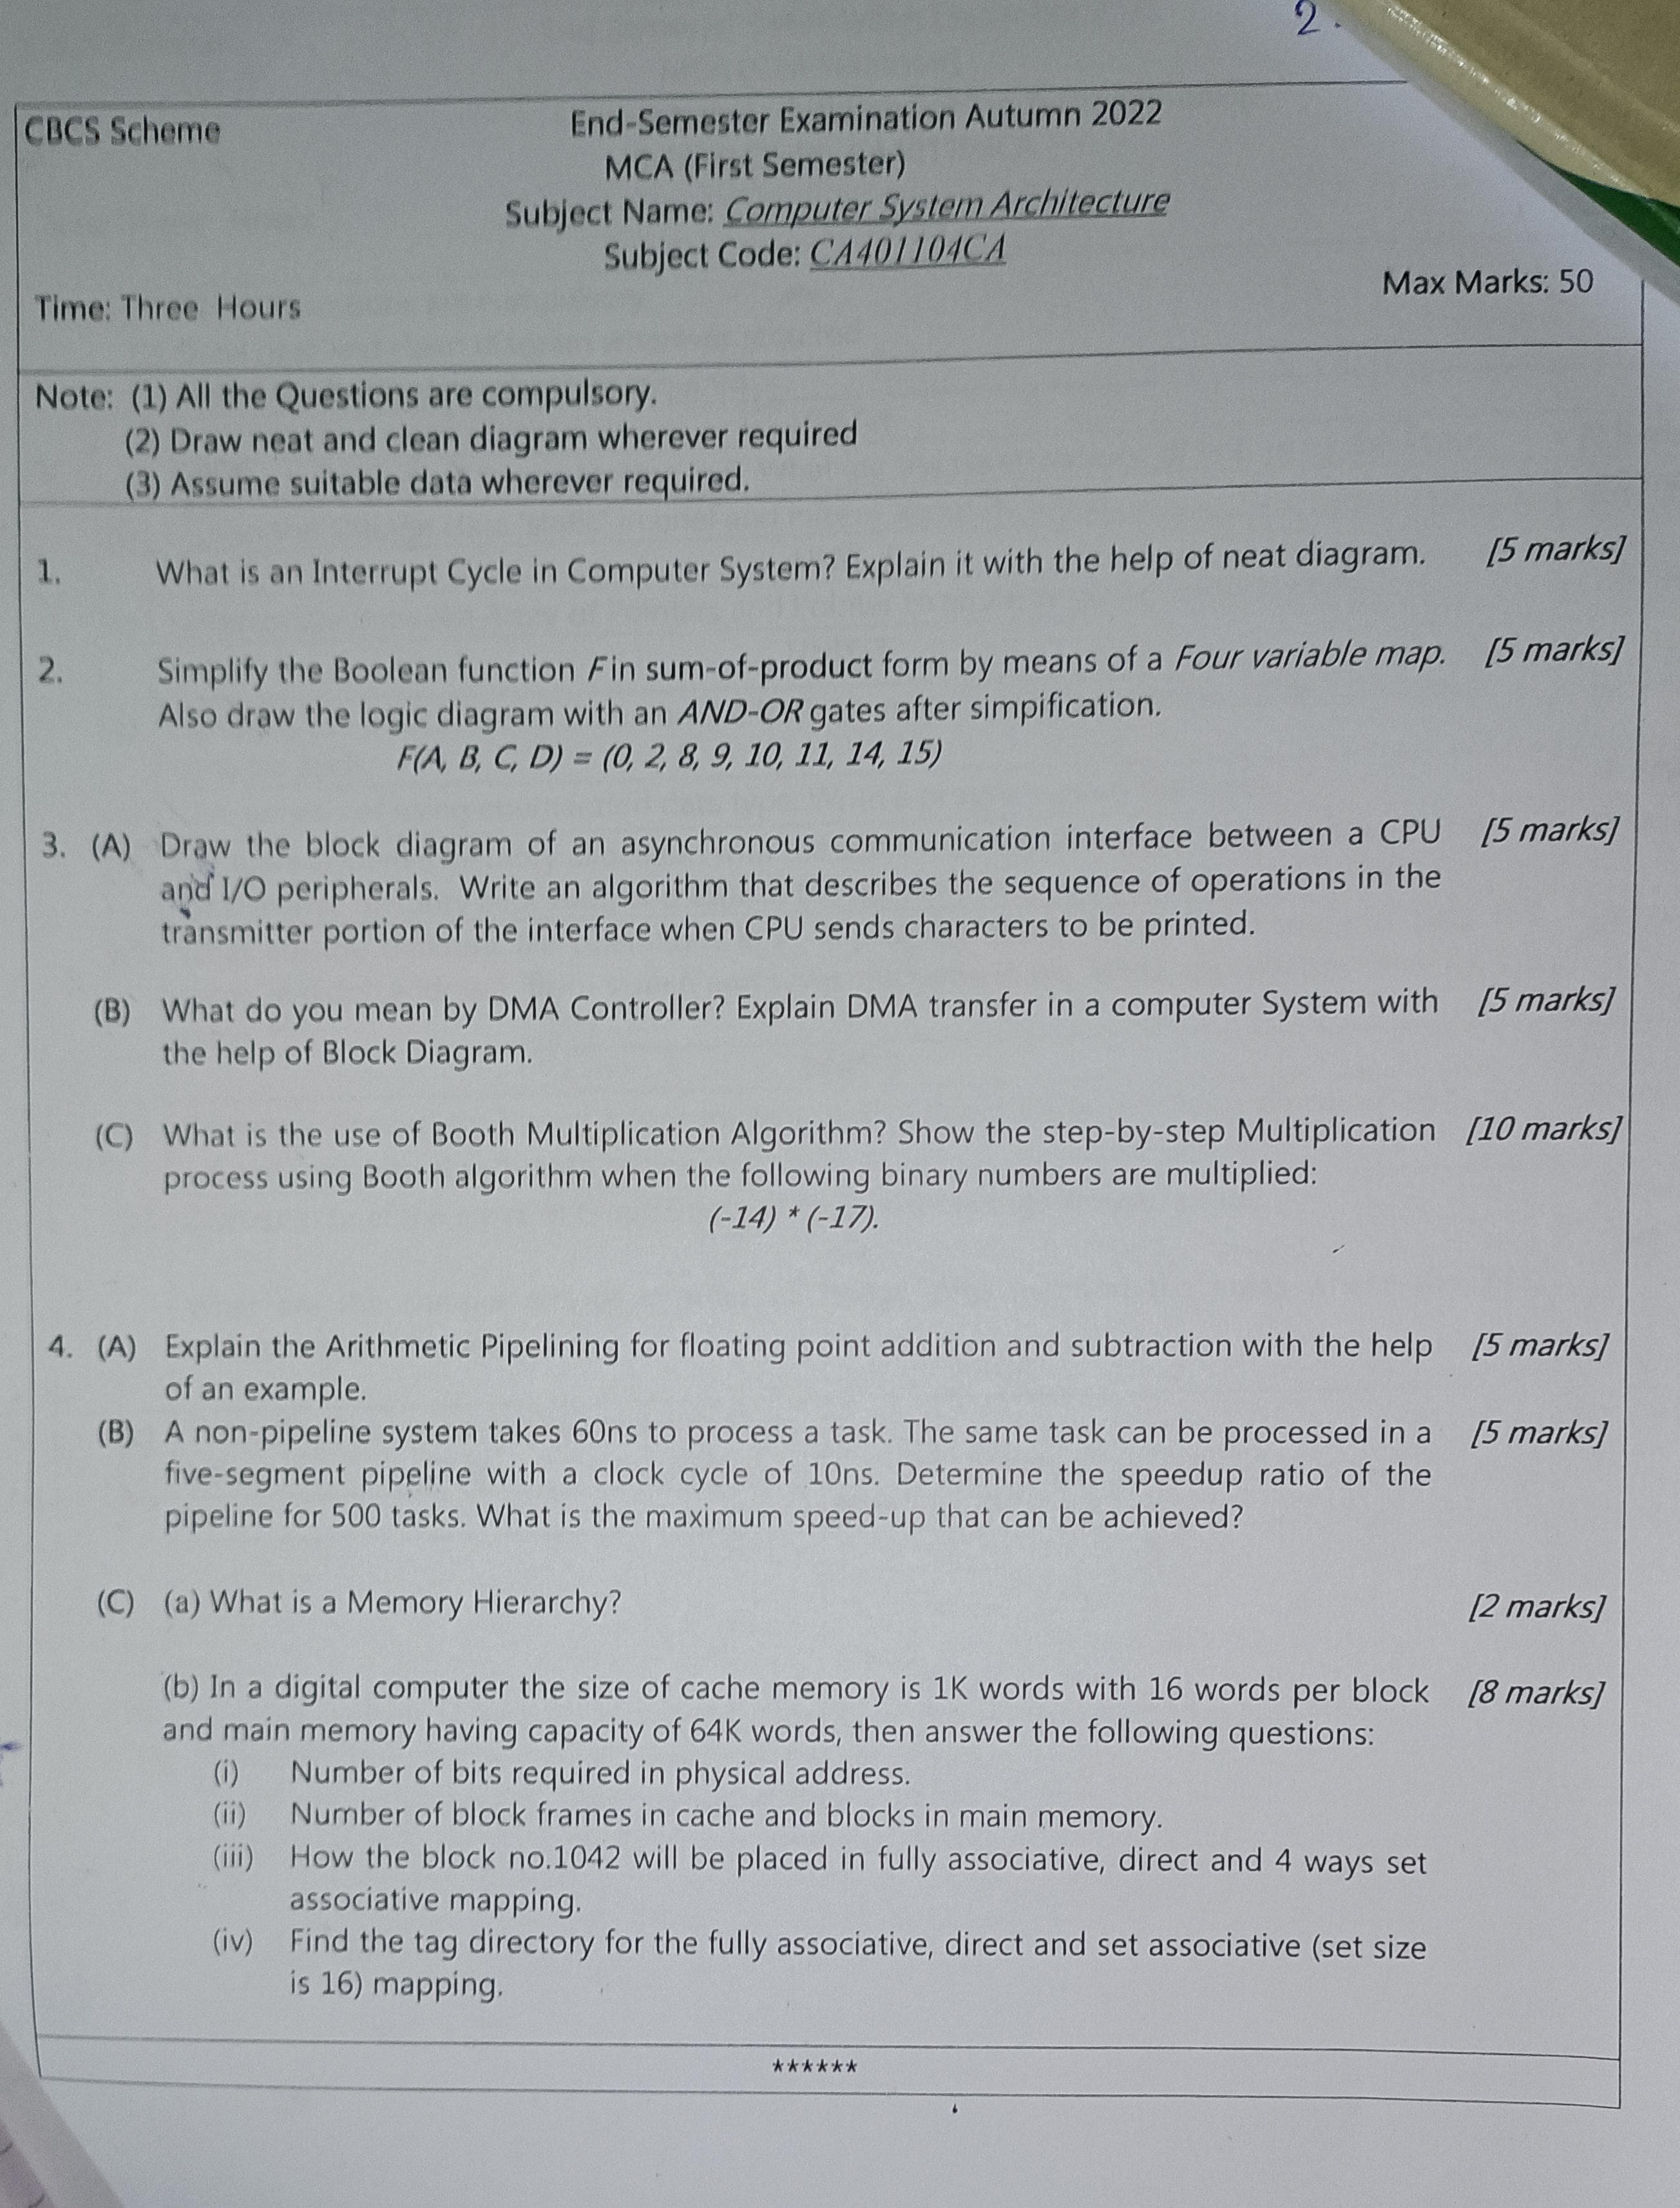 2.
CBCS Scheme
End-Semester Examination Autumn 2022
MCA (First Semester)
Subject Name: Computer System Architecture
Subject Code: CA401104CA
Time: Three Hours
Max Marks: 50
Note: (1) All the Questions are compulsory.
(2) Draw neat and clean diagram wherever required
(3) Assume suitable data wherever required.
1. What is an Interrupt Cycle in Computer System? Explain it with the help of neat diagram. [5 marks]
2. Simplify the Boolean function F in sum-of-product form by means of a Four variable map. [5 marks]
Also draw the logic diagram with an AND-OR gates after simpification.
F(A, B, C, D) = (0, 2, 8, 9, 10, 11, 14, 15)
3. (A) Draw the block diagram of an asynchronous communication interface between a CPU [5 marks]
and I/O peripherals. Write an algorithm that describes the sequence of operations in the
transmitter portion of the interface when CPU sends characters to be printed.
(B) What do you mean by DMA Controller? Explain DMA transfer in a computer System with [5 marks]
the help of Block Diagram.
(C) What is the use of Booth Multiplication Algorithm? Show the step-by-step Multiplication [10 marks]
process using Booth algorithm when the following binary numbers are multiplied:
(-14) * (-17).
4. (A) Explain the Arithmetic Pipelining for floating point addition and subtraction with the help [5 marks]
of an example.
(B) A non-pipeline system takes 60ns to process a task. The same task can be processed in a [5 marks]
five-segment pipeline with a clock cycle of 10ns. Determine the speedup ratio of the
pipeline for 500 tasks. What is the maximum speed-up that can be achieved?
(C) (a) What is a Memory Hierarchy? [2 marks]
(b) In a digital computer the size of cache memory is 1K words with 16 words per block [8 marks]
and main memory having capacity of 64K words, then answer the following questions:
(i) Number of bits required in physical address.
(ii) Number of block frames in cache and blocks in main memory.
(iii) How the block no.1042 will be placed in fully associative, direct and 4 ways set
associative mapping.
(iv) Find the tag directory for the fully associative, direct and set associative (set size
is 16) mapping.
******